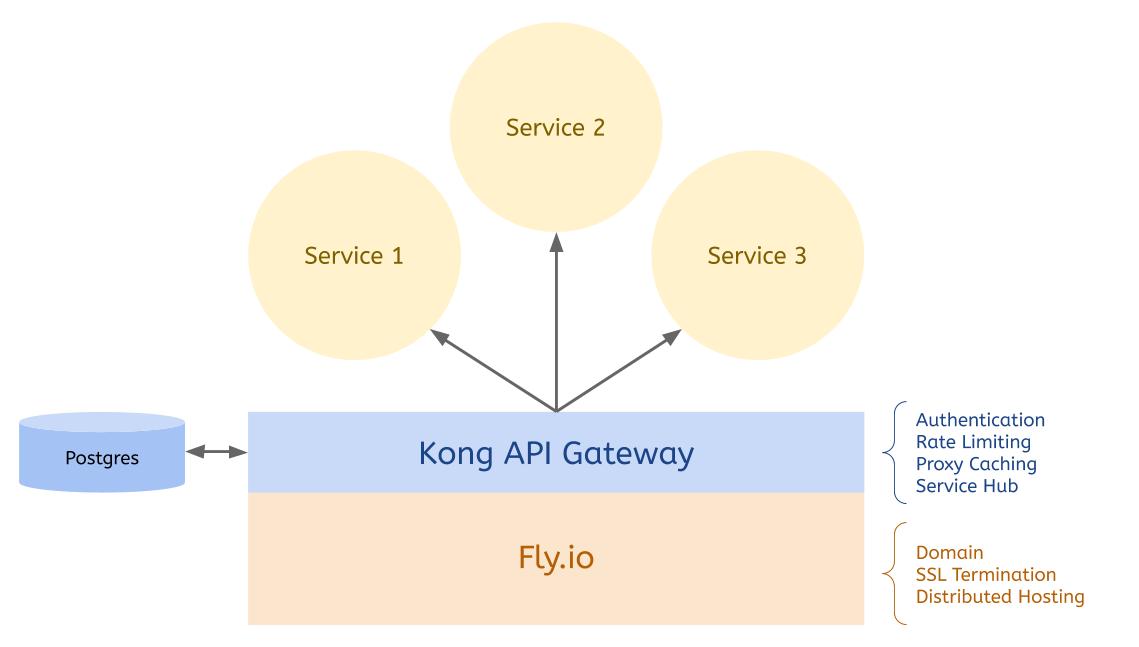 Service 2
Service 1
Service 3
Postgres
Kong API Gateway
Authentication
Rate Limiting
Proxy Caching
Service Hub
Fly.io
Domain
SSL Termination
Distributed Hosting